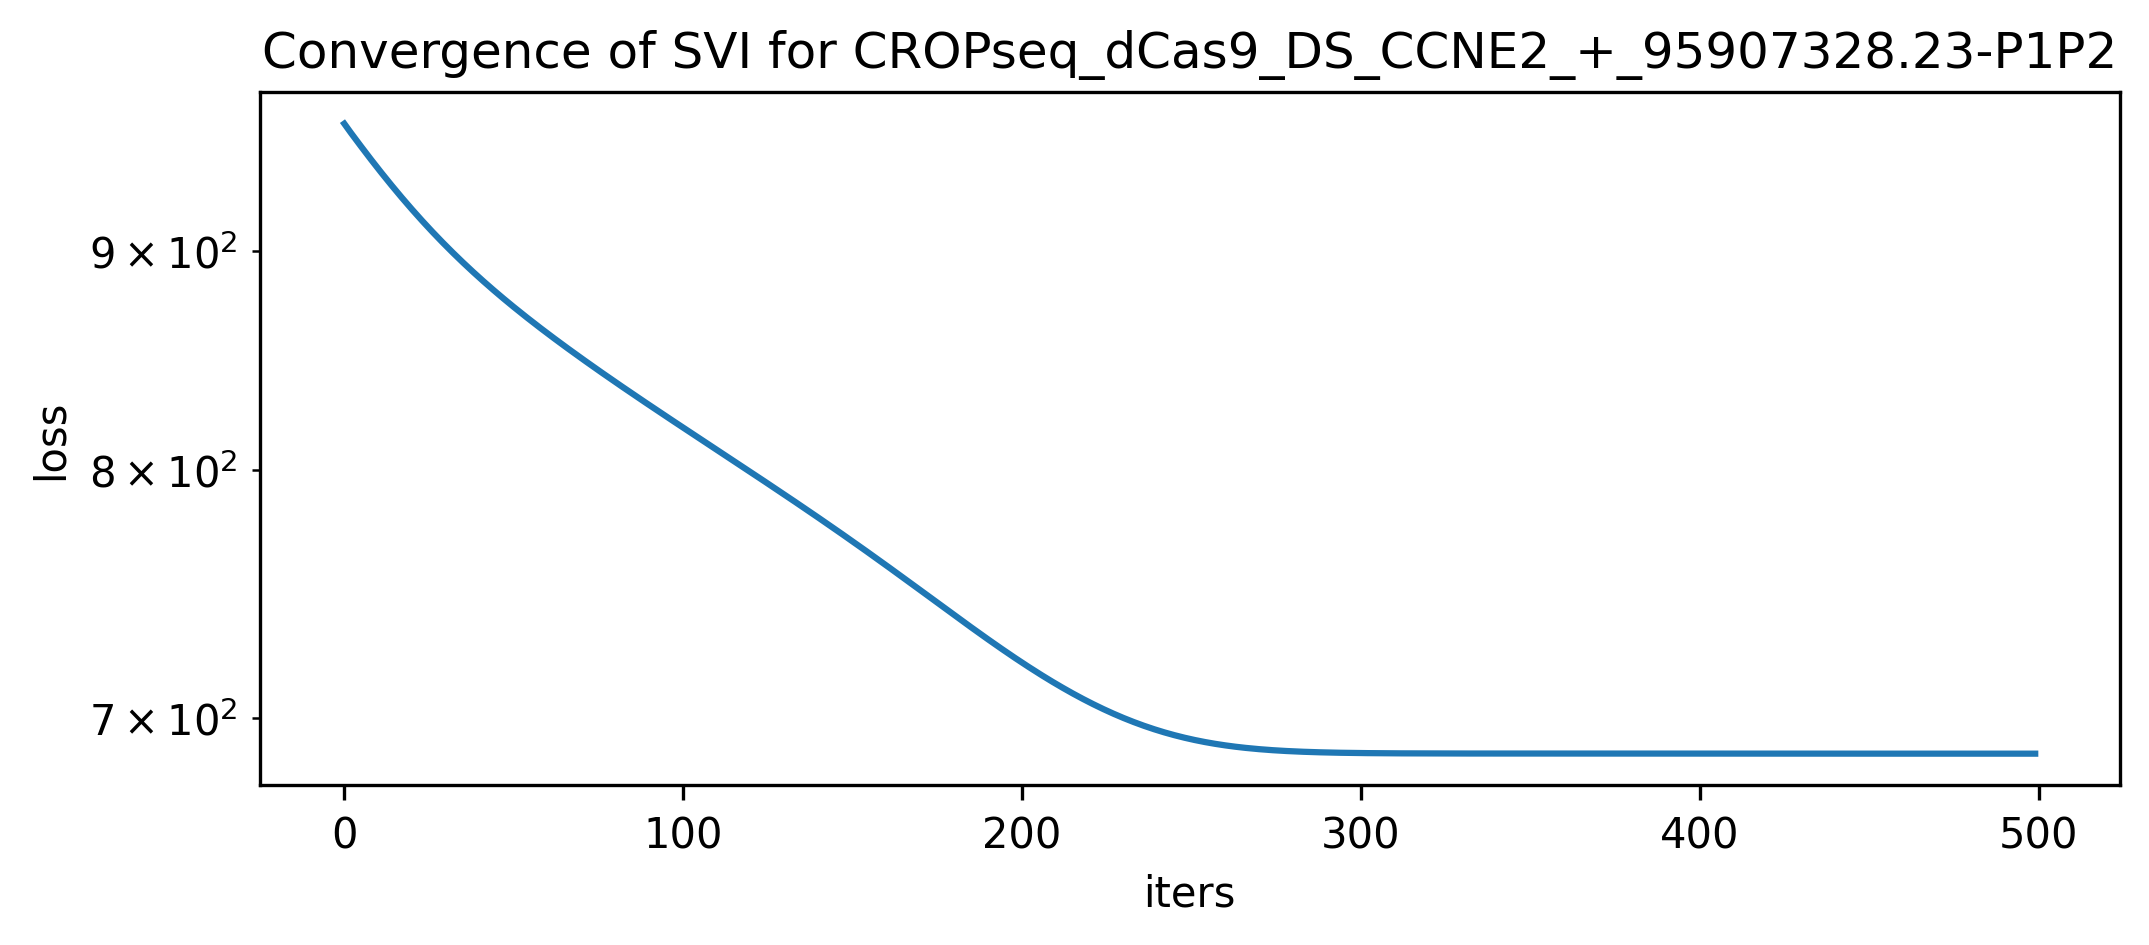 Convergence of SVI for CROPseq_dCas9_DS_CCNE2_+_95907328.23-P1P2
9 × 10²
8 × 10²
7 × 10²
loss
0 100 200 300 400 500
iters